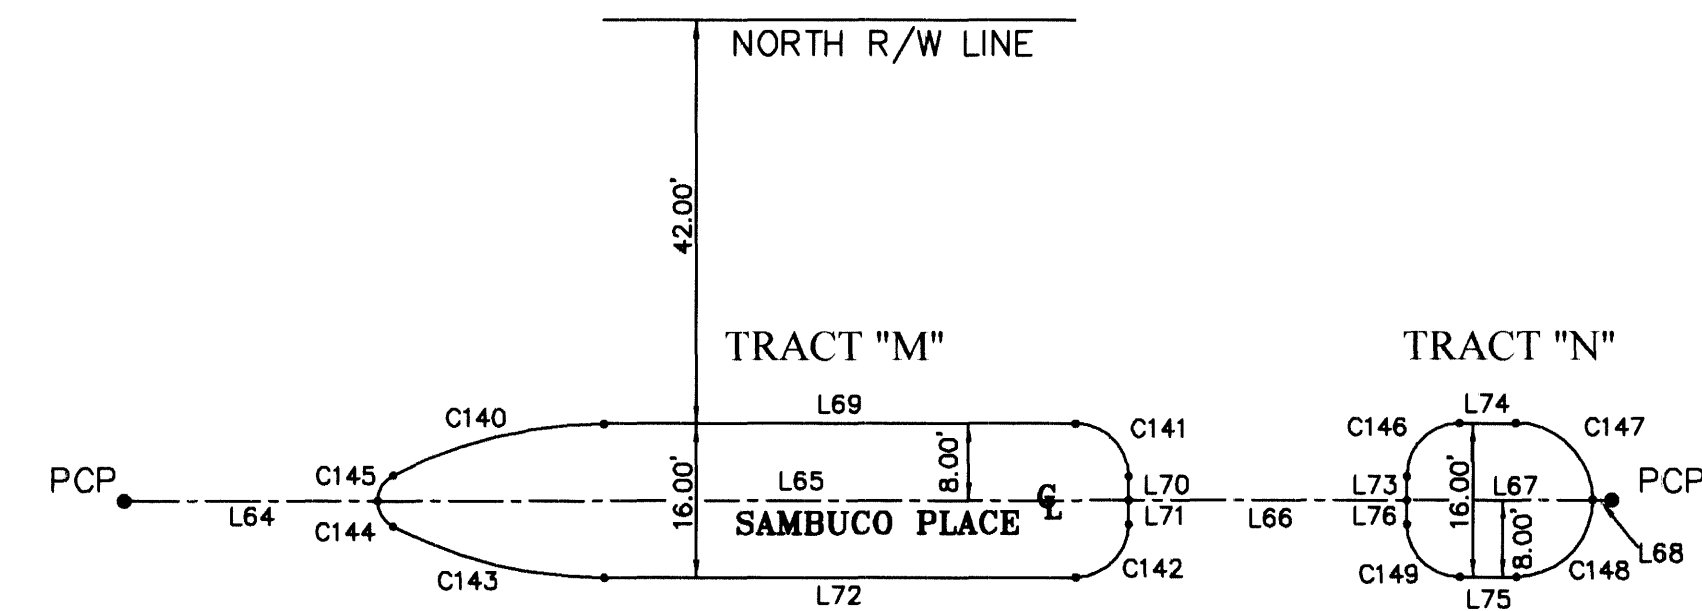 NORTH R/W LINE
42.00'
TRACT "M"
TRACT "N"
L69
L74
C140
C141
C146
C147
8.00'
16.00'
C145
L65
L70
L73
L67
PCP
PCP
L64
CL
SAMBUCO PLACE
L71
L66
L76
16.00'
8.00'
L68
C144
C143
C142
C149
C148
L72
L75